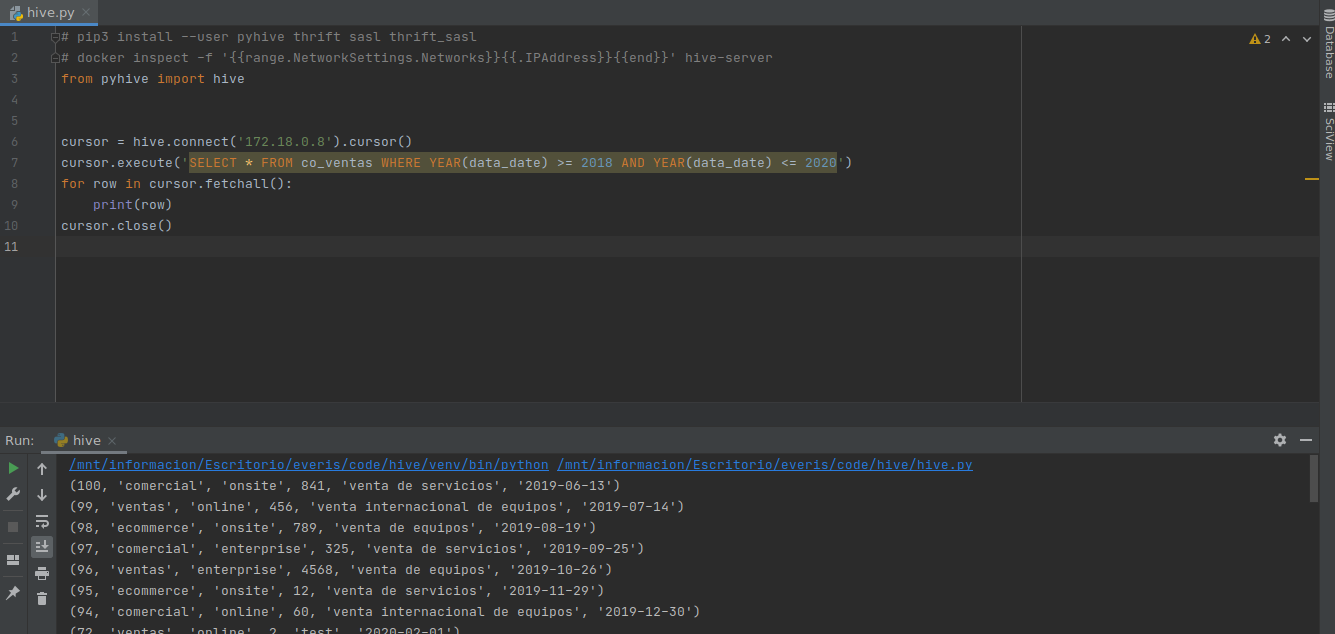 hive.py
1 # pip3 install --user pyhive thrift sasl thrift_sasl
2 # docker inspect -f '{{range.NetworkSettings.Networks}}{{.IPAddress}}{{end}}' hive-server
3 from pyhive import hive
4
5
6 cursor = hive.connect('172.18.0.8').cursor()
7 cursor.execute('SELECT * FROM co_ventas WHERE YEAR(data_date) >= 2018 AND YEAR(data_date) <= 2020')
8 for row in cursor.fetchall():
9     print(row)
10 cursor.close()
11
2
Database
SciView
Run: hive
/mnt/informacion/Escritorio/everis/code/hive/venv/bin/python /mnt/informacion/Escritorio/everis/code/hive/hive.py
(100, 'comercial', 'onsite', 841, 'venta de servicios', '2019-06-13')
(99, 'ventas', 'online', 456, 'venta internacional de equipos', '2019-07-14')
(98, 'ecommerce', 'onsite', 789, 'venta de equipos', '2019-08-19')
(97, 'comercial', 'enterprise', 325, 'venta de servicios', '2019-09-25')
(96, 'ventas', 'enterprise', 4568, 'venta de equipos', '2019-10-26')
(95, 'ecommerce', 'onsite', 12, 'venta de servicios', '2019-11-29')
(94, 'comercial', 'online', 60, 'venta internacional de equipos', '2019-12-30')
(72, 'ventas', 'online', 2, 'test', '2020-02-01')